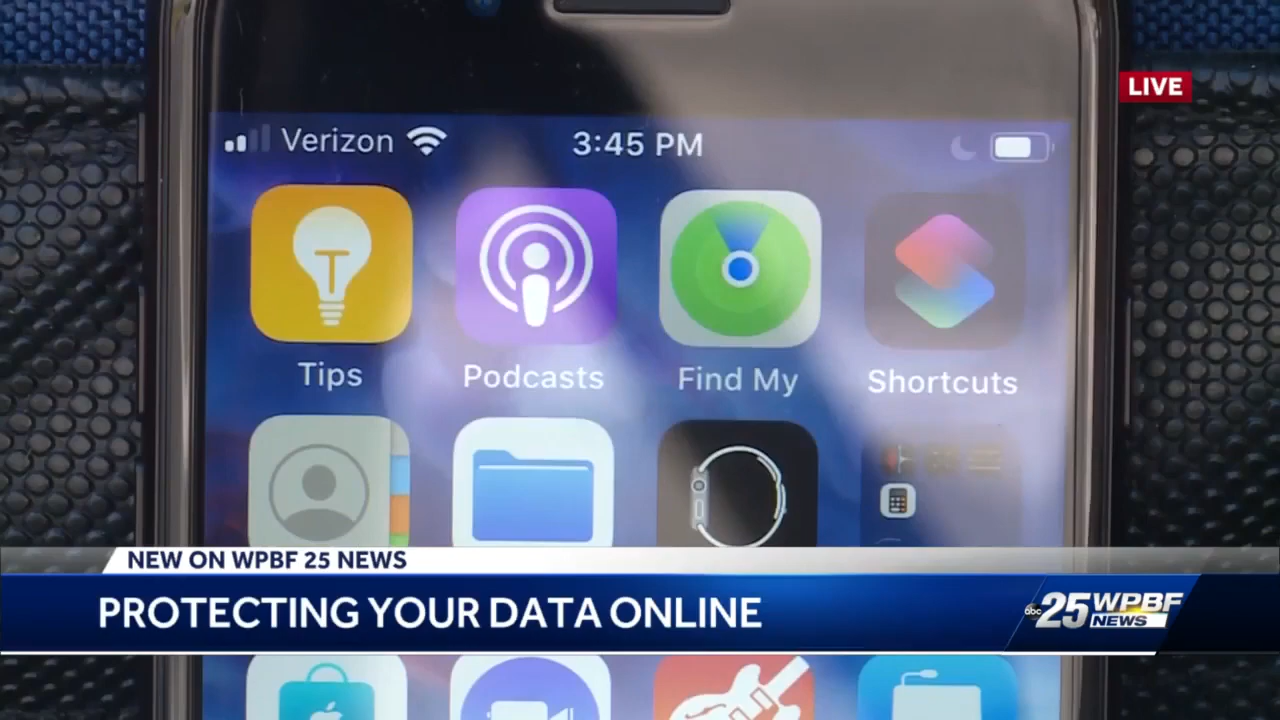 LIVE
Verizon 3:45 PM
Tips Podcasts Find My Shortcuts
NEW ON WPBF 25 NEWS
PROTECTING YOUR DATA ONLINE
abc 25 WPBF NEWS